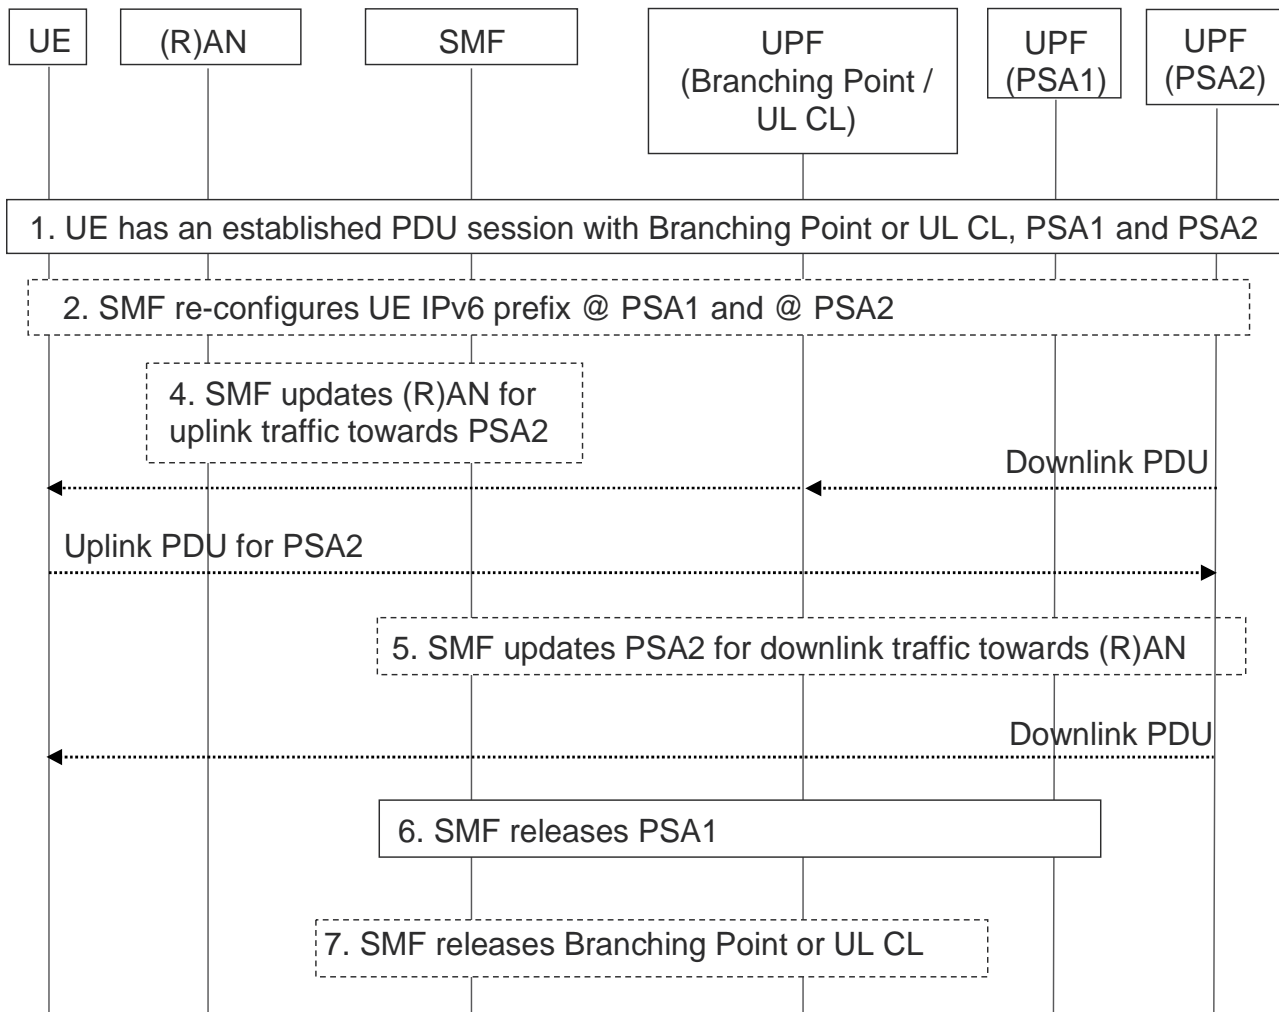 UE
(R)AN
SMF
UPF
(Branching Point /
UL CL)
UPF
(PSA1)
UPF
(PSA2)
1. UE has an established PDU session with Branching Point or UL CL, PSA1 and PSA2
2. SMF re-configures UE IPv6 prefix @ PSA1 and @ PSA2
4. SMF updates (R)AN for
uplink traffic towards PSA2
Downlink PDU
Uplink PDU for PSA2
5. SMF updates PSA2 for downlink traffic towards (R)AN
Downlink PDU
6. SMF releases PSA1
7. SMF releases Branching Point or UL CL